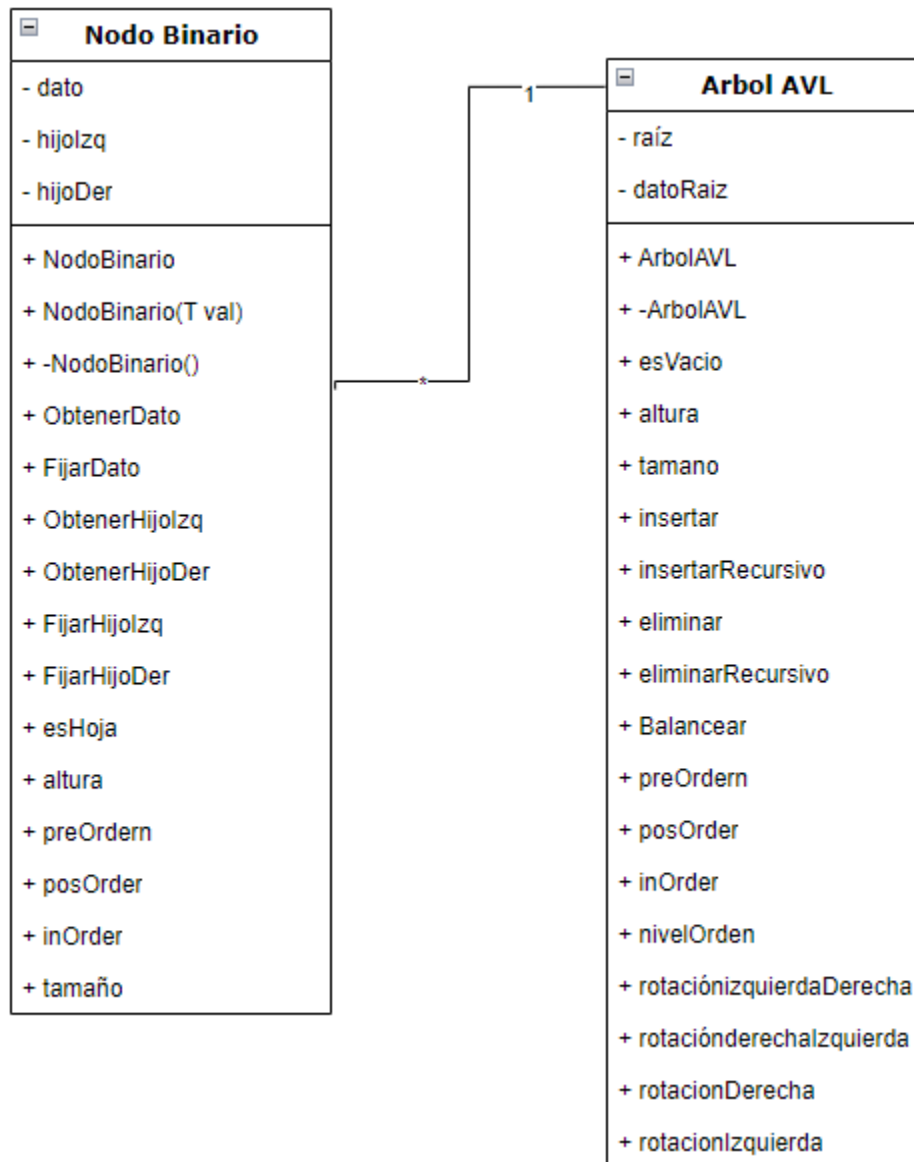 Nodo Binario
- dato
- hijoIzq
- hijoDer
+ NodoBinario
+ NodoBinario(T val)
+ -NodoBinario()
+ ObtenerDato
+ FijarDato
+ ObtenerHijoIzq
+ ObtenerHijoDer
+ FijarHijoIzq
+ FijarHijoDer
+ esHoja
+ altura
+ preOrdern
+ posOrder
+ inOrder
+ tamaño
1
*
Arbol AVL
- raíz
- datoRaiz
+ ArbolAVL
+ -ArbolAVL
+ esVacio
+ altura
+ tamano
+ insertar
+ insertarRecursivo
+ eliminar
+ eliminarRecursivo
+ Balancear
+ preOrdern
+ posOrder
+ inOrder
+ nivelOrden
+ rotaciónizquierdaDerecha
+ rotaciónderechaIzquierda
+ rotacionDerecha
+ rotacionIzquierda